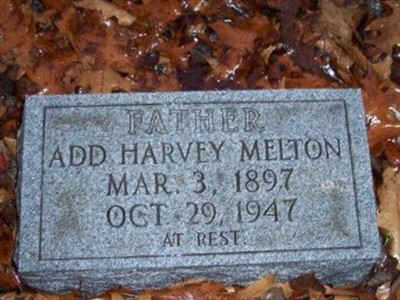 FATHER
ADD HARVEY MELTON
MAR. 3, 1897
OCT. 29, 1947
AT REST.